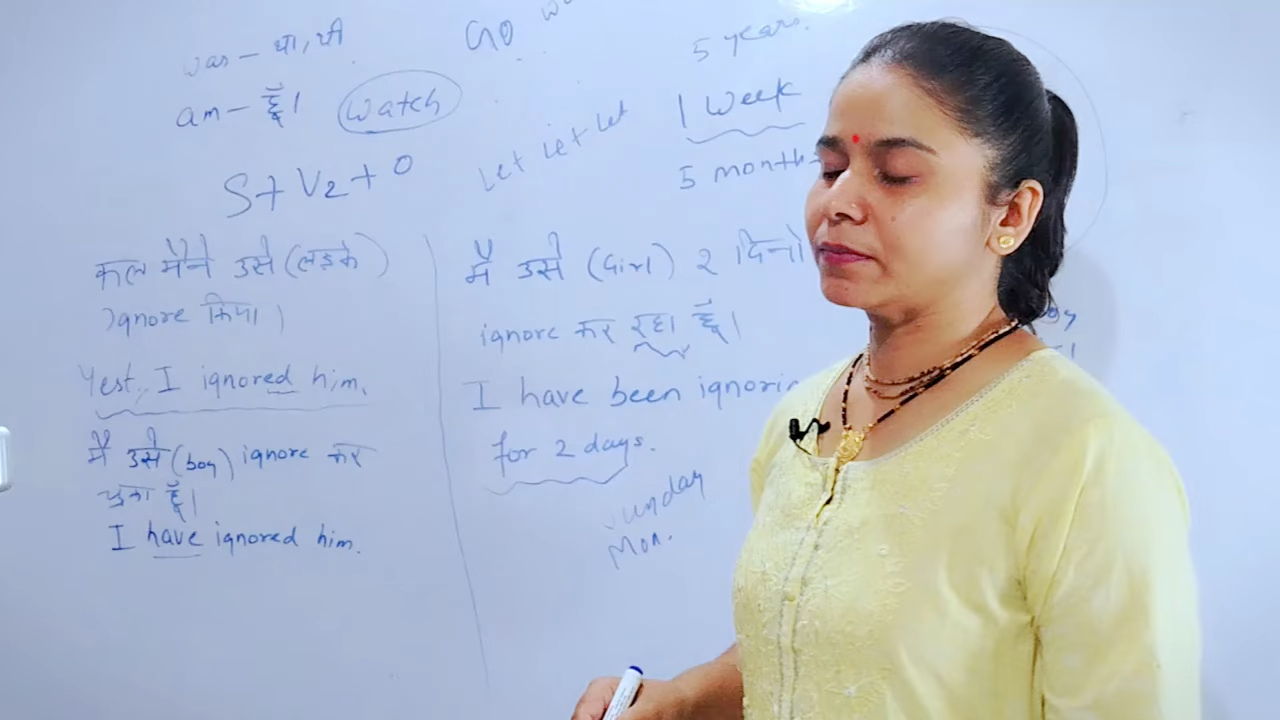 was – था, थी
am – हूँ।
watch
S + V2 + O
Go
5 years.
1 Week
5 month
Let Let Let
कल मैंने उसे (लड़के)
ignore किया।
Yest., I ignored him.
मैं उसे (boy) ignore कर
चुका हूँ।
I have ignored him.
मैं उसे (Girl) २ दिनों
ignore कर रहा हूँ।
I have been ignorin
for 2 days.
Sunday
Mon.